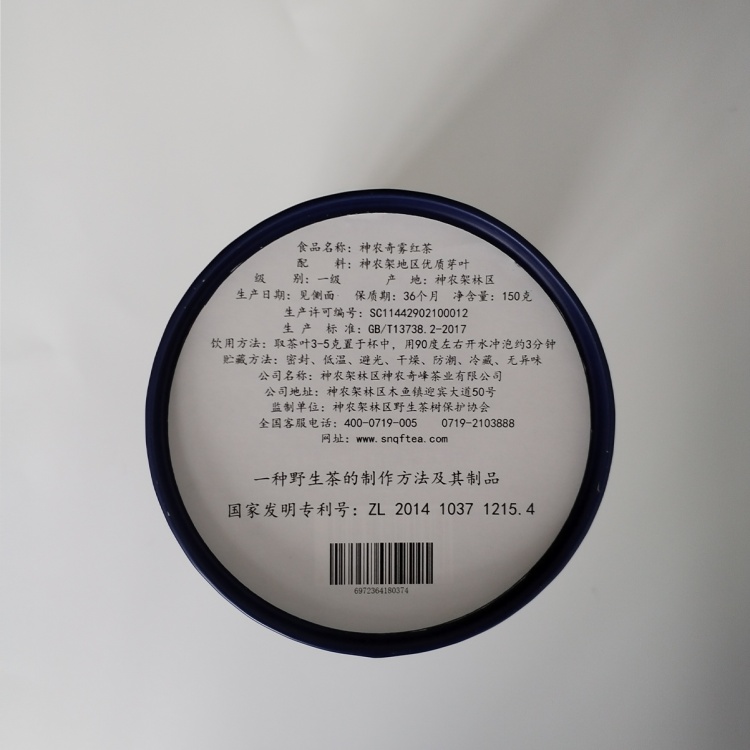 食品名称：神农奇雾红茶
配　　料：神农架地区优质芽叶
级　　别：一级　　产　地：神农架林区
生产日期：见侧面　保质期：36个月　净含量：150克
生产许可编号：SC11442902100012
生 产 标 准：GB/T13738.2-2017
饮用方法：取茶叶3-5克置于杯中，用90度左右开水冲泡约3分钟
贮藏方法：密封、低温、避光、干燥、防潮、冷藏、无异味
公司名称：神农架林区神农奇峰茶业有限公司
公司地址：神农架林区木鱼镇迎宾大道50号
监制单位：神农架林区野生茶树保护协会
全国客服电话：400-0719-005　0719-2103888
网址：www.snqftea.com
一种野生茶的制作方法及其制品
国家发明专利号：ZL 2014 1037 1215.4
6972364180374